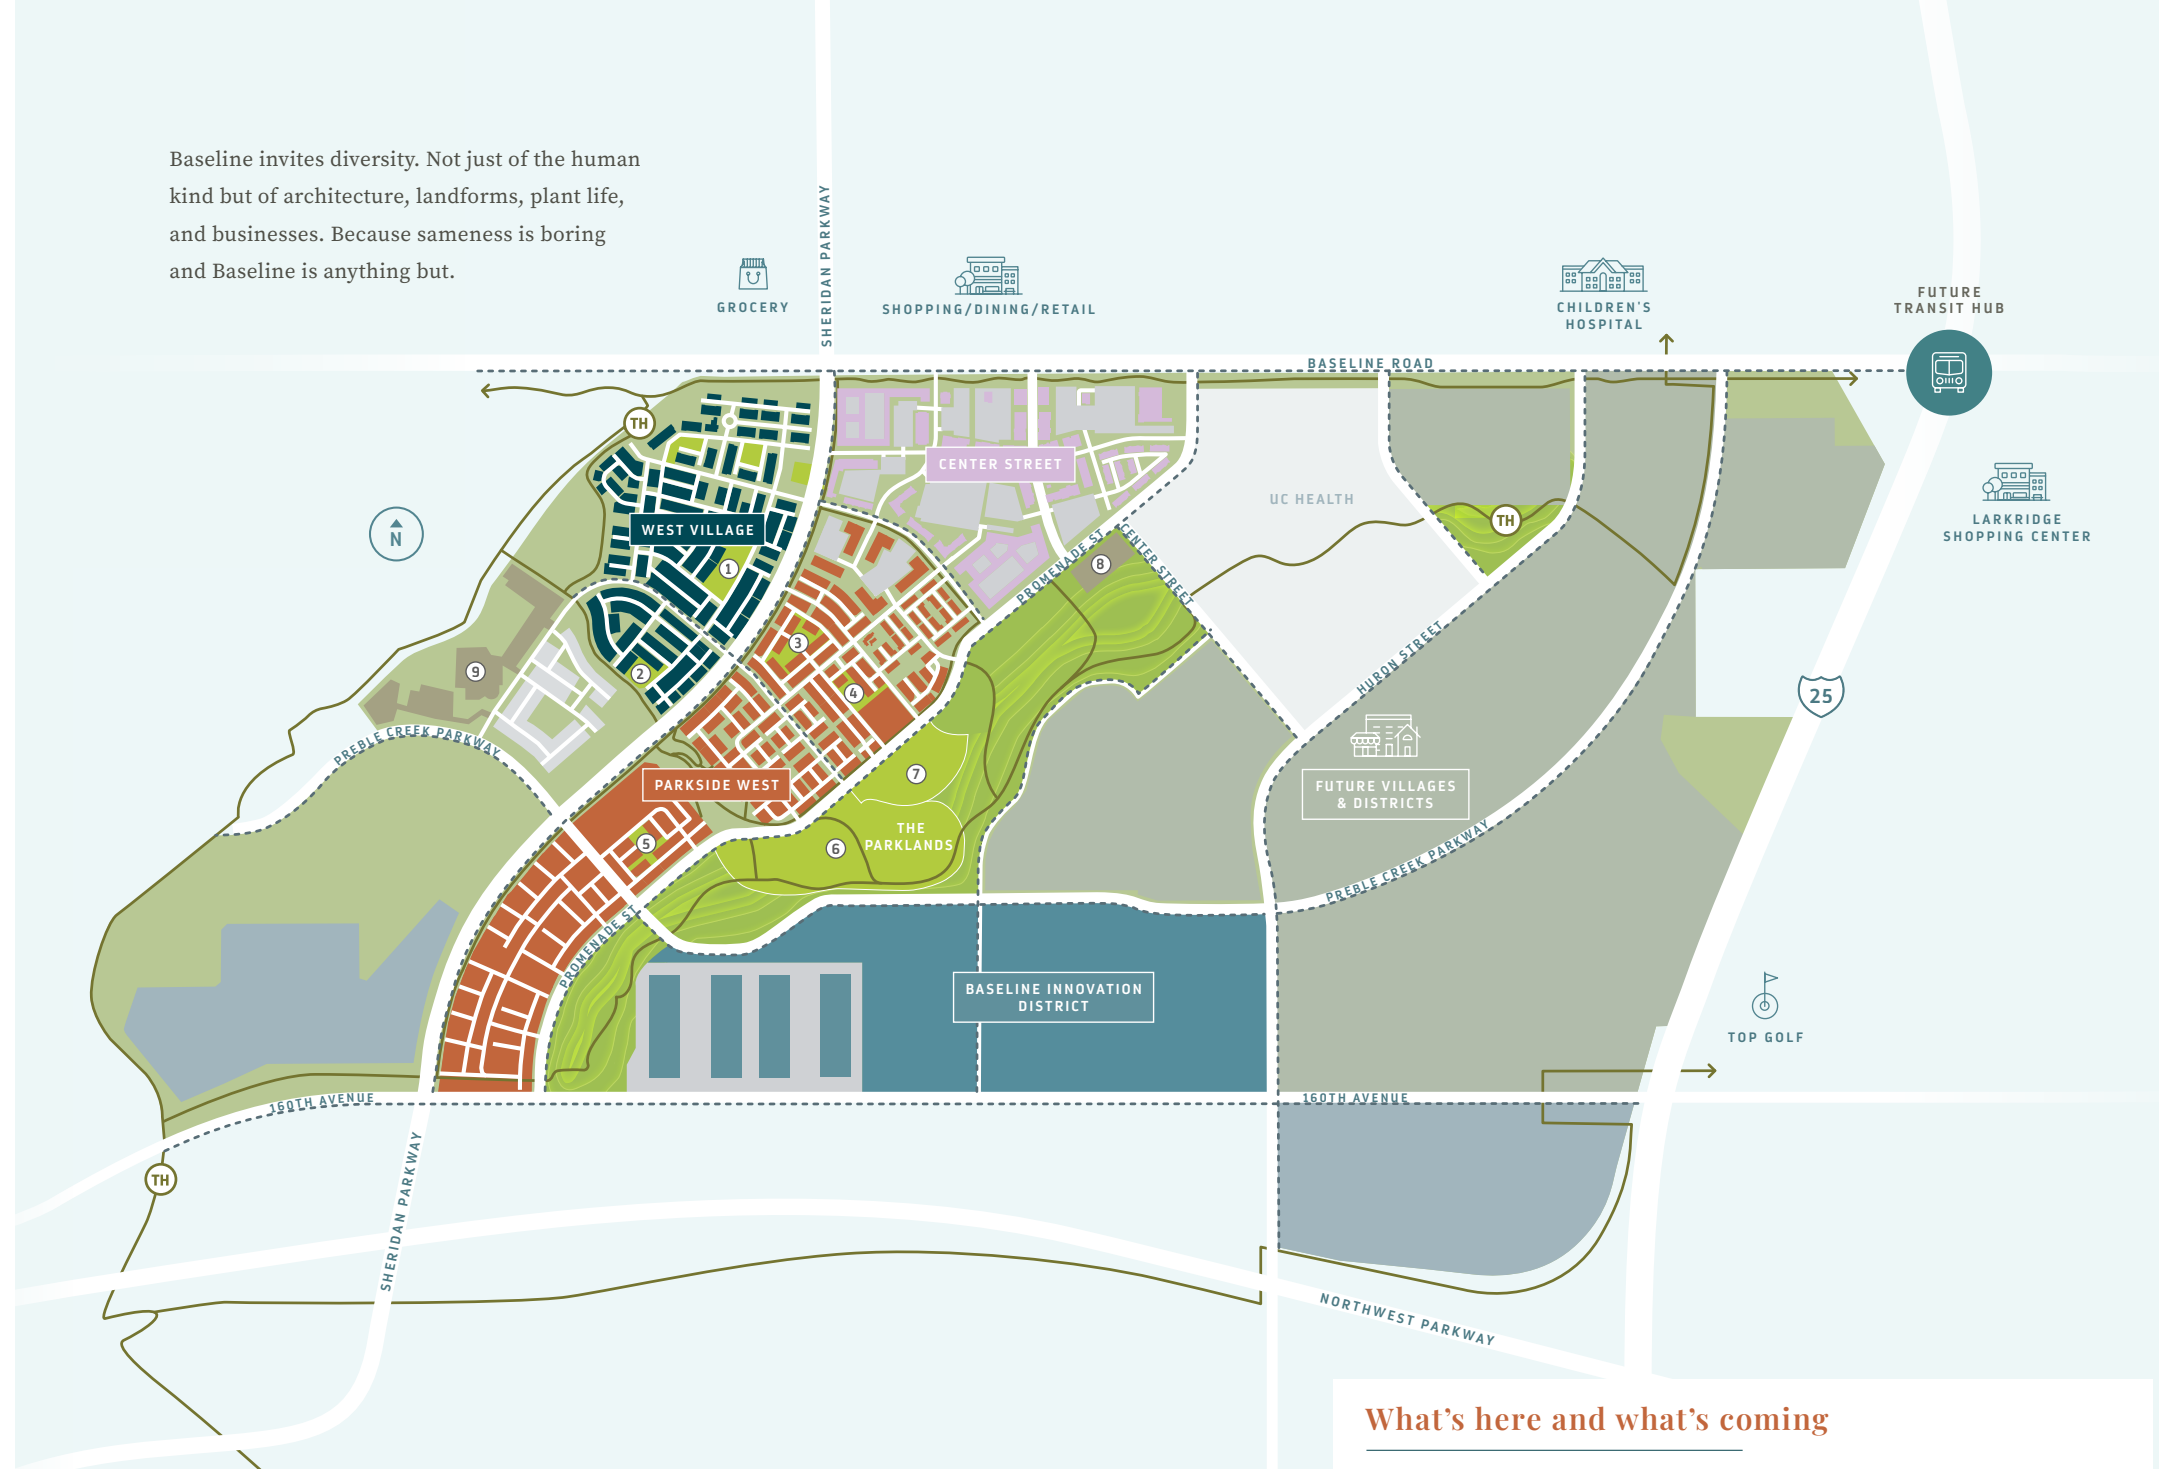 Baseline invites diversity. Not just of the human
kind but of architecture, landforms, plant life,
and businesses. Because sameness is boring
and Baseline is anything but.
GROCERY
SHERIDAN PARKWAY
SHOPPING/DINING/RETAIL
CHILDREN'S
HOSPITAL
FUTURE
TRANSIT HUB
BASELINE ROAD
TH
CENTER STREET
UC HEALTH
TH
LARKRIDGE
SHOPPING CENTER
N
WEST VILLAGE
1
PROMENADE ST
CENTER STREET
8
3
2
9
4
HURON STREET
25
PREBLE CREEK PARKWAY
7
PARKSIDE WEST
FUTURE VILLAGES
& DISTRICTS
THE
PARKLANDS
6
5
PREBLE CREEK PARKWAY
PROMENADE ST
BASELINE INNOVATION
DISTRICT
TOP GOLF
160TH AVENUE
160TH AVENUE
TH
SHERIDAN PARKWAY
NORTHWEST PARKWAY
What's here and what's coming